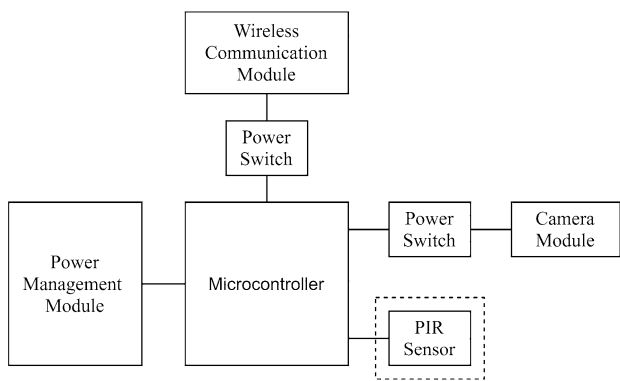 Wireless
Communication
Module
Power
Switch
Power
Management
Module
Microcontroller
Power
Switch
Camera
Module
PIR
Sensor